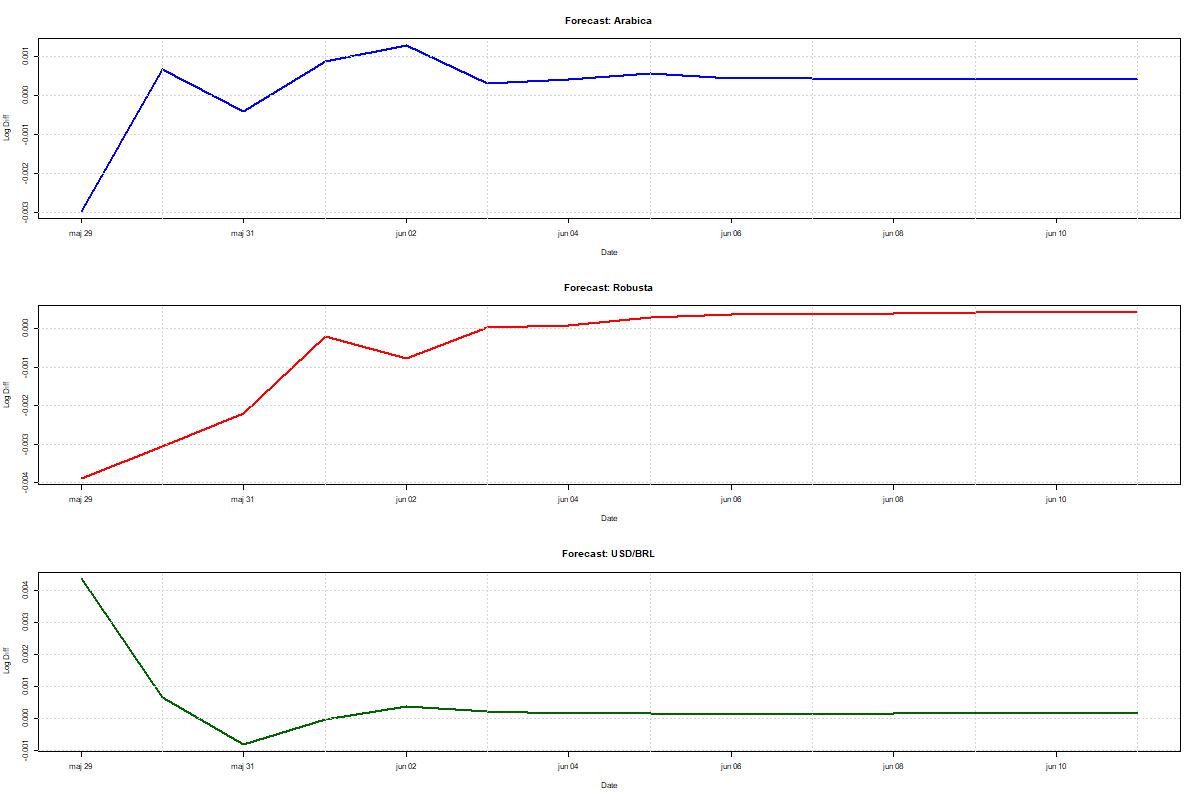 Forecast: Arabica
Log Diff
0.001
0.000
-0.001
-0.002
-0.003
maj 29
maj 31
jun 02
jun 04
jun 06
jun 08
jun 10
Date
Forecast: Robusta
Log Diff
0.000
-0.001
-0.002
-0.003
-0.004
maj 29
maj 31
jun 02
jun 04
jun 06
jun 08
jun 10
Date
Forecast: USD/BRL
Log Diff
0.004
0.003
0.002
0.001
0.000
-0.001
maj 29
maj 31
jun 02
jun 04
jun 06
jun 08
jun 10
Date